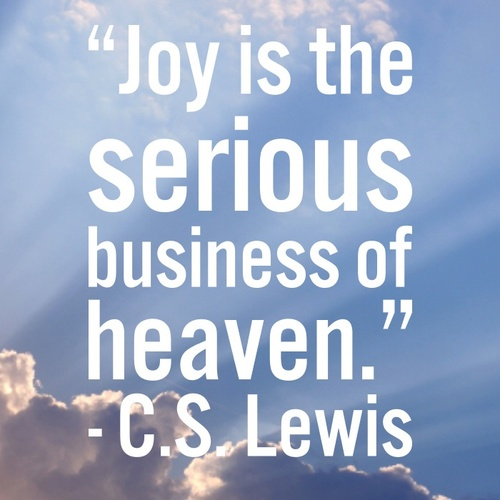 “Joy is the
serious
business of
heaven.”
- C.S. Lewis